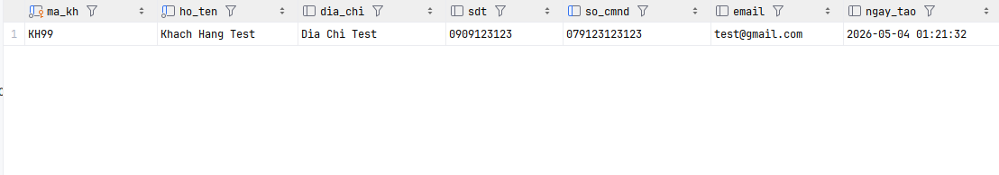 ma_kh ho_ten dia_chi sdt so_cmnd email ngay_tao
1 KH99 Khach Hang Test Dia Chi Test 0909123123 079123123123 test@gmail.com 2026-05-04 01:21:32